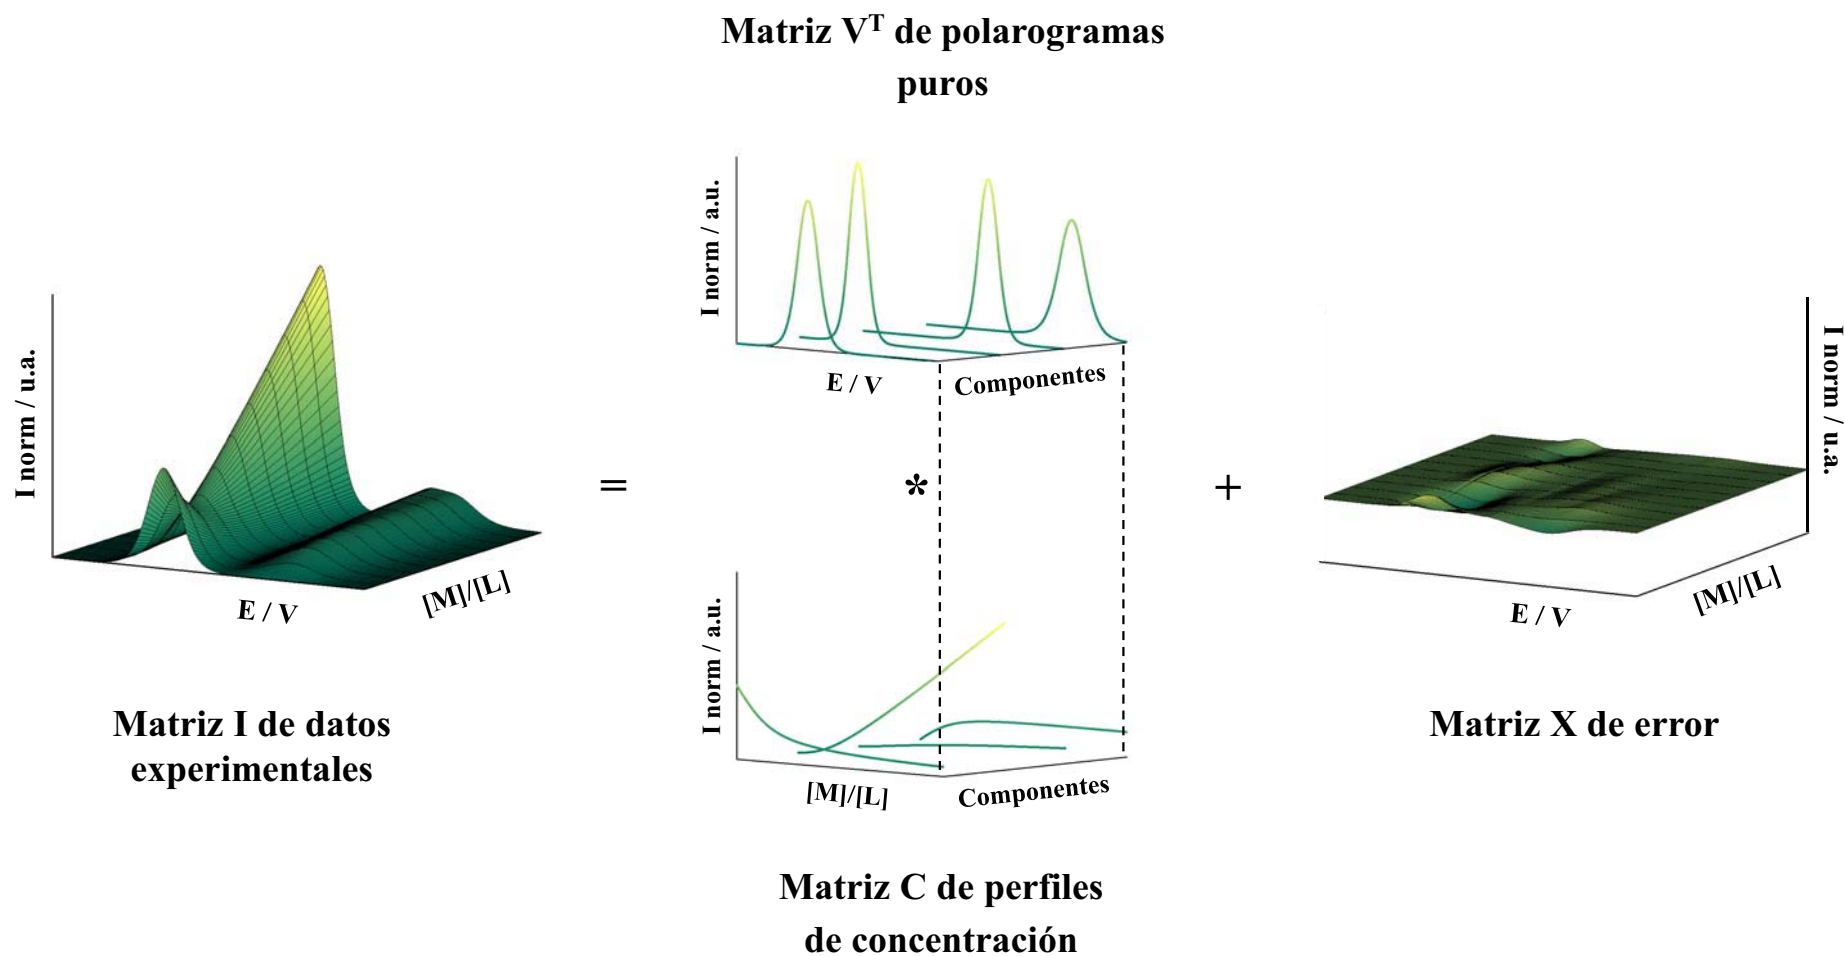 Matriz Vᵀ de polarogramas
puros
I norm / a.u.
E / V
Componentes
I norm / u.a.
E / V
[M]/[L]
=
*
+
I norm / u.a.
E / V
[M]/[L]
I norm / a.u.
[M]/[L]
Componentes
Matriz I de datos
experimentales
Matriz X de error
Matriz C de perfiles
de concentración